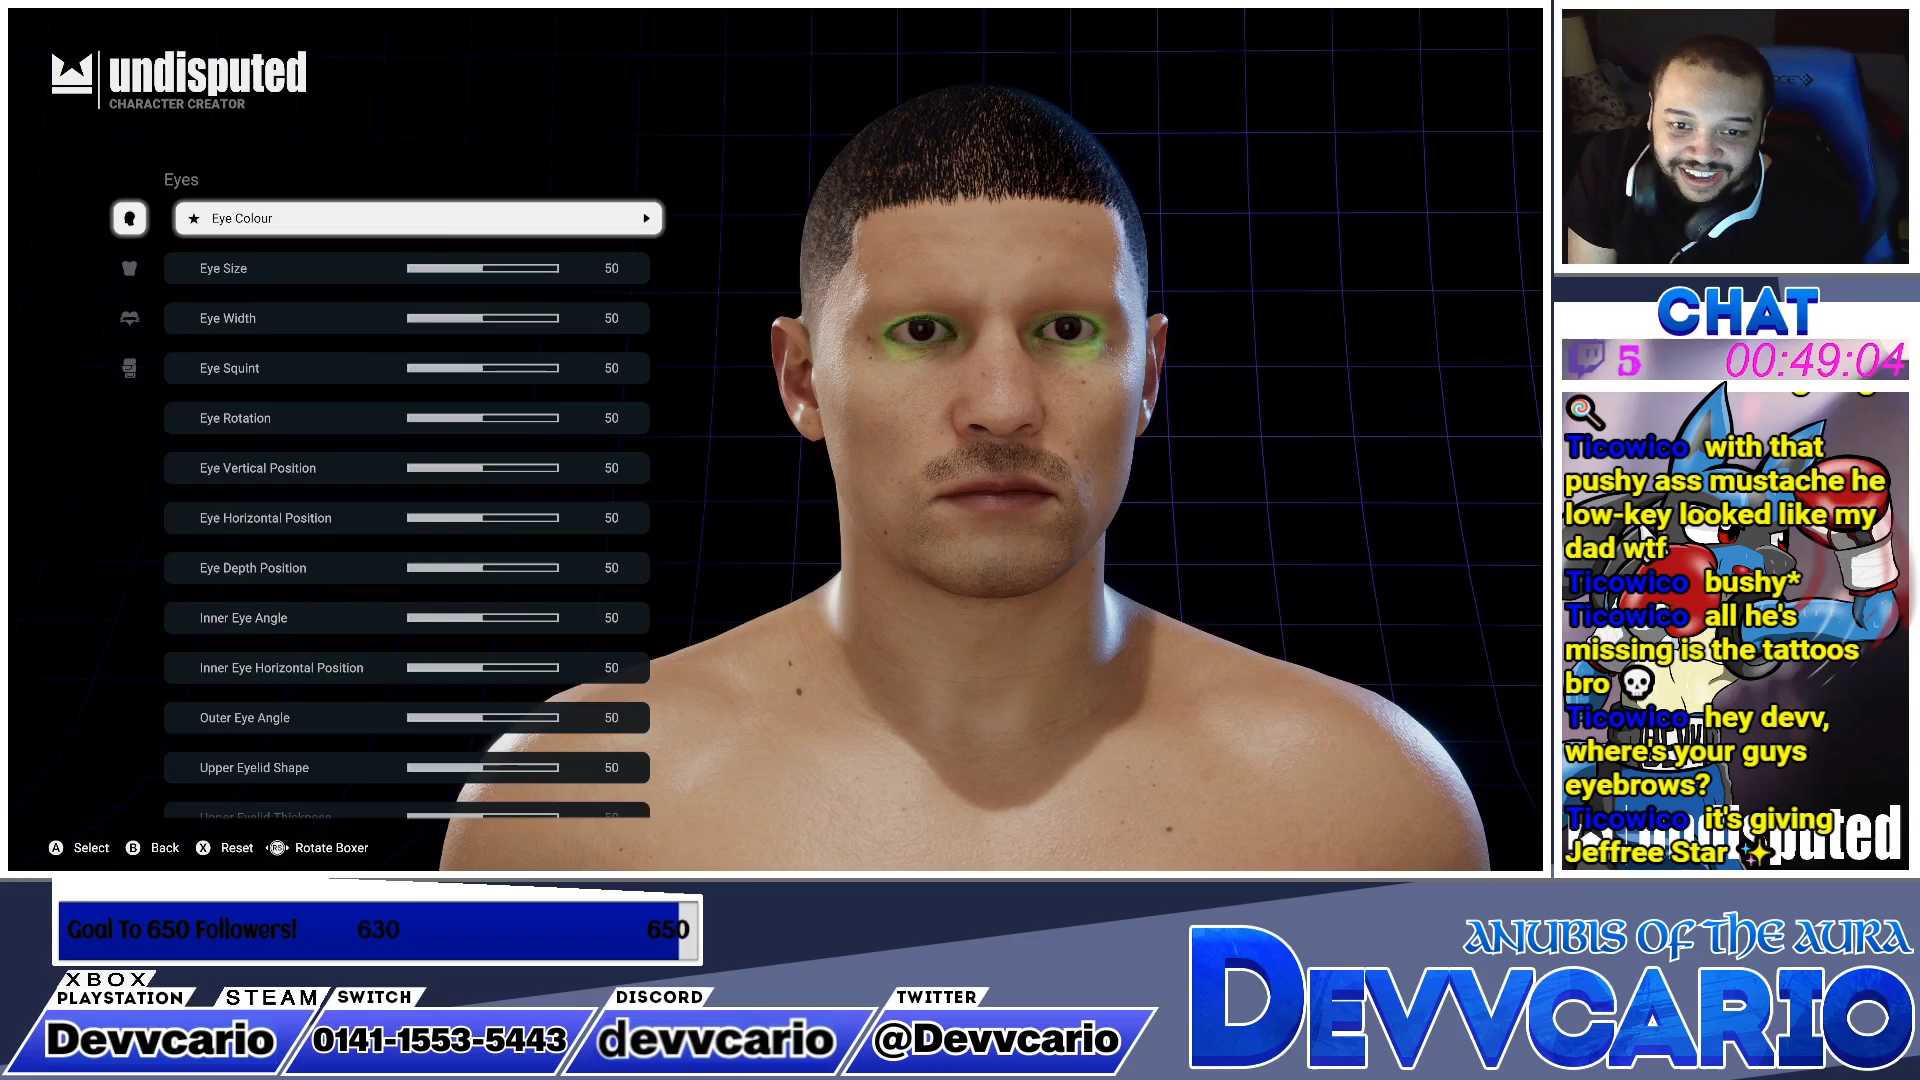 undisputed
CHARACTER CREATOR
Eyes
★ Eye Colour
Eye Size 50
Eye Width 50
Eye Squint 50
Eye Rotation 50
Eye Vertical Position 50
Eye Horizontal Position 50
Eye Depth Position 50
Inner Eye Angle 50
Inner Eye Horizontal Position 50
Outer Eye Angle 50
Upper Eyelid Shape 50
Upper Eyelid Thickness 50
A Select B Back X Reset RS Rotate Boxer
CHAT
5 00:49:04
Ticowico with that
pushy ass mustache he
low-key looked like my
dad wtf
Ticowico bushy*
Ticowico all he's
missing is the tattoos
bro 💀
Ticowico hey devv,
where's your guys
eyebrows?
Ticowico it's giving
Jeffree Star ✨
undisputed
Goal To 650 Followers! 630 650
XBOX
PLAYSTATION STEAM SWITCH DISCORD TWITTER
Devvcario 0141-1553-5443 devvcario @Devvcario
ANUBIS OF THE AURA
DEVVCARIO